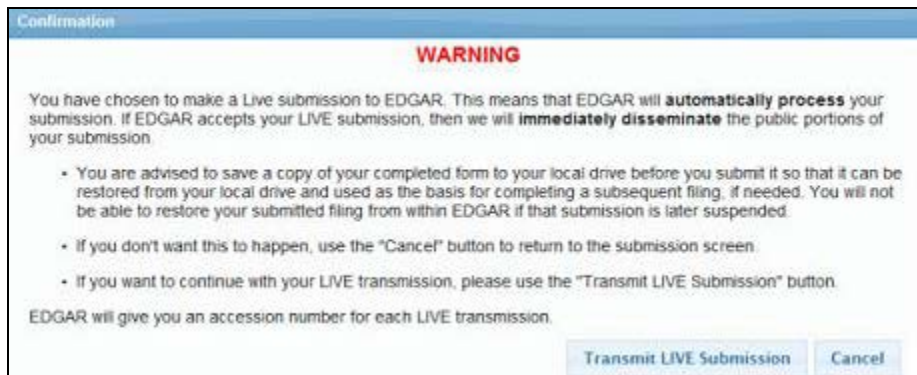 Confirmation
WARNING
You have chosen to make a Live submission to EDGAR. This means that EDGAR will automatically process your
submission. If EDGAR accepts your LIVE submission, then we will immediately disseminate the public portions of
your submission.
• You are advised to save a copy of your completed form to your local drive before you submit it so that it can be
restored from your local drive and used as the basis for completing a subsequent filing, if needed. You will not
be able to restore your submitted filing from within EDGAR if that submission is later suspended.
• If you don't want this to happen, use the "Cancel" button to return to the submission screen.
• If you want to continue with your LIVE transmission, please use the "Transmit LIVE Submission" button.
EDGAR will give you an accession number for each LIVE transmission.
Transmit LIVE Submission Cancel